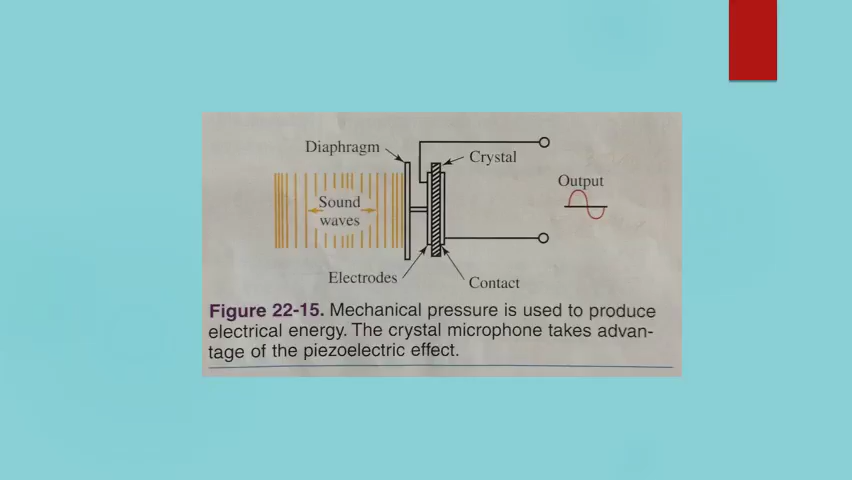 Diaphragm
Crystal
Output
Sound
waves
Electrodes
Contact
Figure 22-15. Mechanical pressure is used to produce
electrical energy. The crystal microphone takes advan-
tage of the piezoelectric effect.